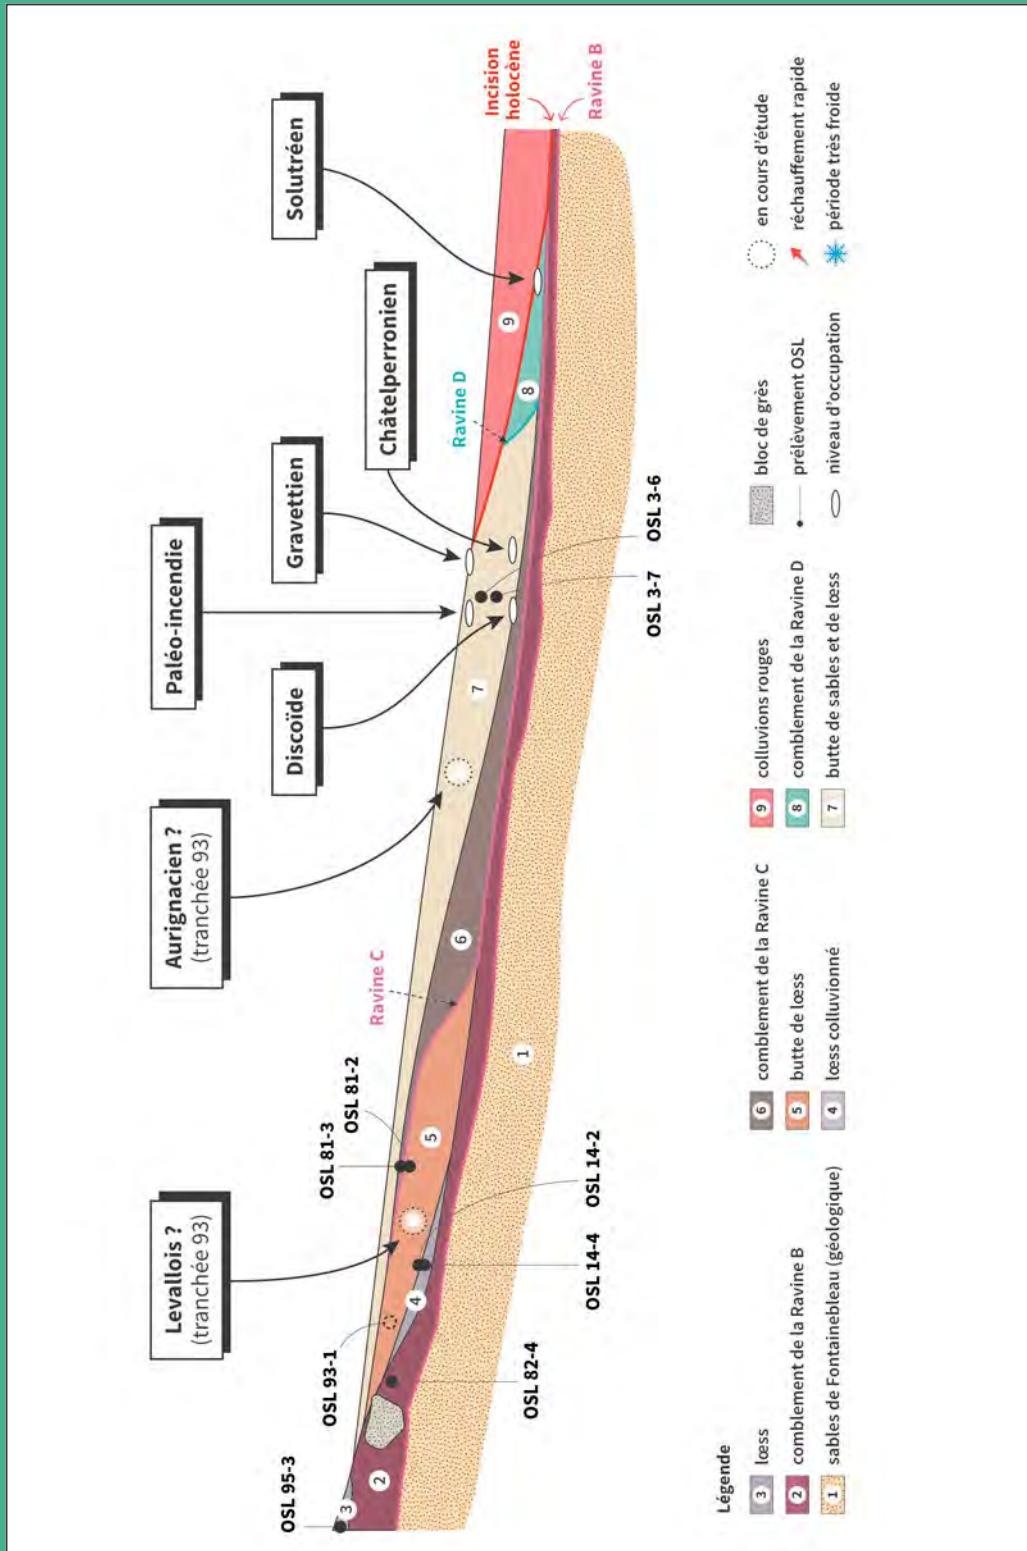 Levallois ?
(tranchée 93)
Aurignacien ?
(tranchée 93)
Paléo-incendie
Discoïde
Gravettien
Châtelperronien
Solutréen
OSL 95-3
OSL 93-1
OSL 81-3
OSL 81-2
Ravine C
Ravine D
Incision
holocène
Ravine B
3
2
4
5
6
7
8
9
1
OSL 82-4
OSL 14-4
OSL 14-2
OSL 3-7
OSL 3-6
Légende
3 lœss
2 comblement de la Ravine B
1 sables de Fontainebleau (géologique)
6 comblement de la Ravine C
5 butte de lœss
4 lœss colluvionné
9 colluvions rouges
8 comblement de la Ravine D
7 butte de sables et de lœss
bloc de grès
prélèvement OSL
niveau d'occupation
en cours d'étude
réchauffement rapide
période très froide